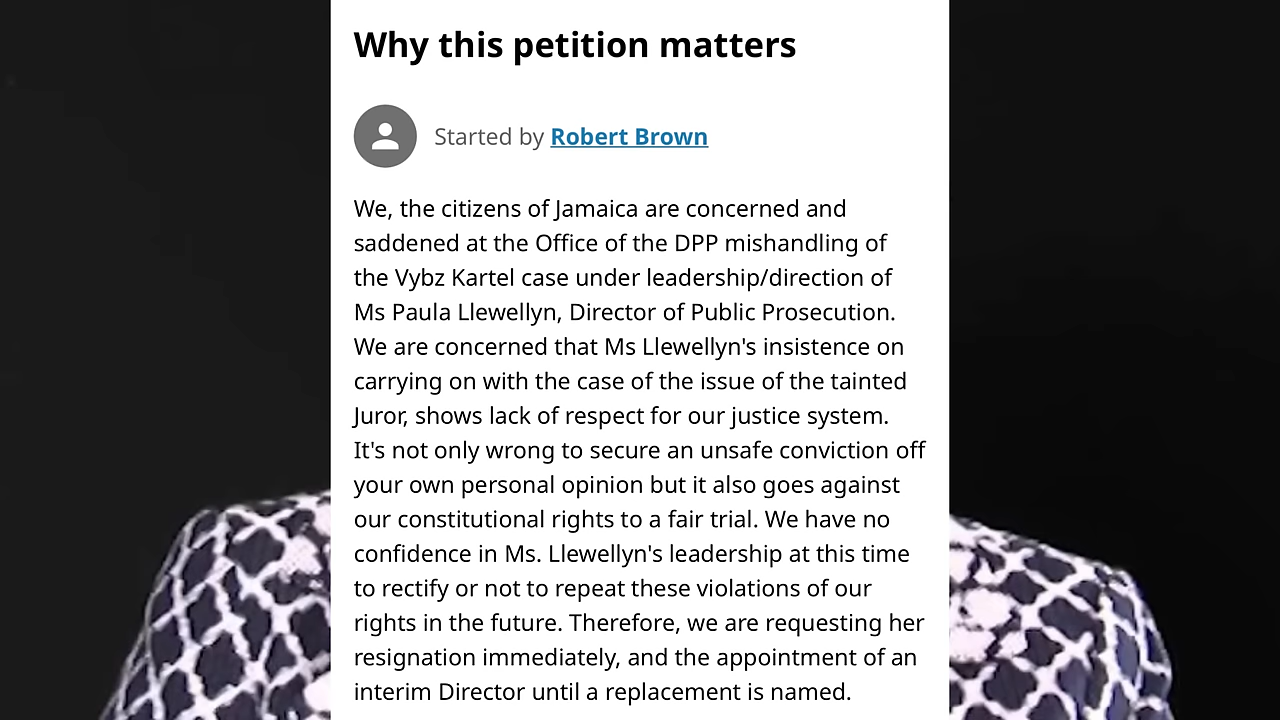 Why this petition matters
Started by Robert Brown
We, the citizens of Jamaica are concerned and
saddened at the Office of the DPP mishandling of
the Vybz Kartel case under leadership/direction of
Ms Paula Llewellyn, Director of Public Prosecution.
We are concerned that Ms Llewellyn's insistence on
carrying on with the case of the issue of the tainted
Juror, shows lack of respect for our justice system.
It's not only wrong to secure an unsafe conviction off
your own personal opinion but it also goes against
our constitutional rights to a fair trial. We have no
confidence in Ms. Llewellyn's leadership at this time
to rectify or not to repeat these violations of our
rights in the future. Therefore, we are requesting her
resignation immediately, and the appointment of an
interim Director until a replacement is named.